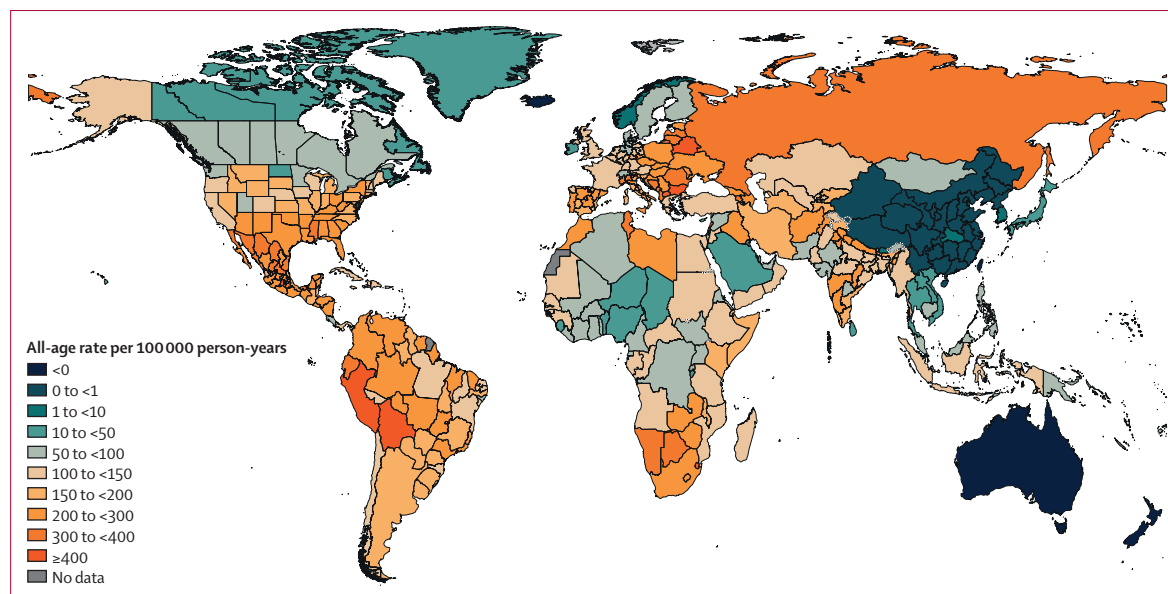 All-age rate per 100 000 person-years
<0
0 to <1
1 to <10
10 to <50
50 to <100
100 to <150
150 to <200
200 to <300
300 to <400
≥400
No data